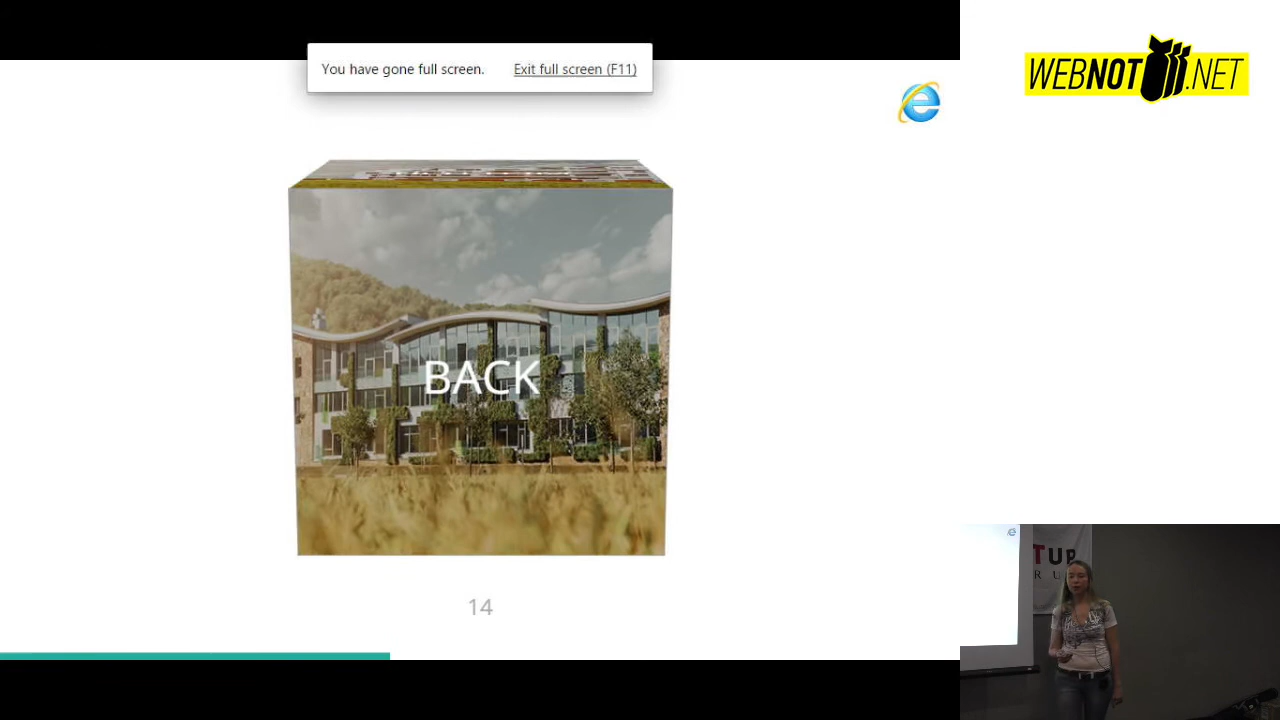 You have gone full screen. Exit full screen (F11)
WEBNOT .NET
BACK
14
TUP
R U